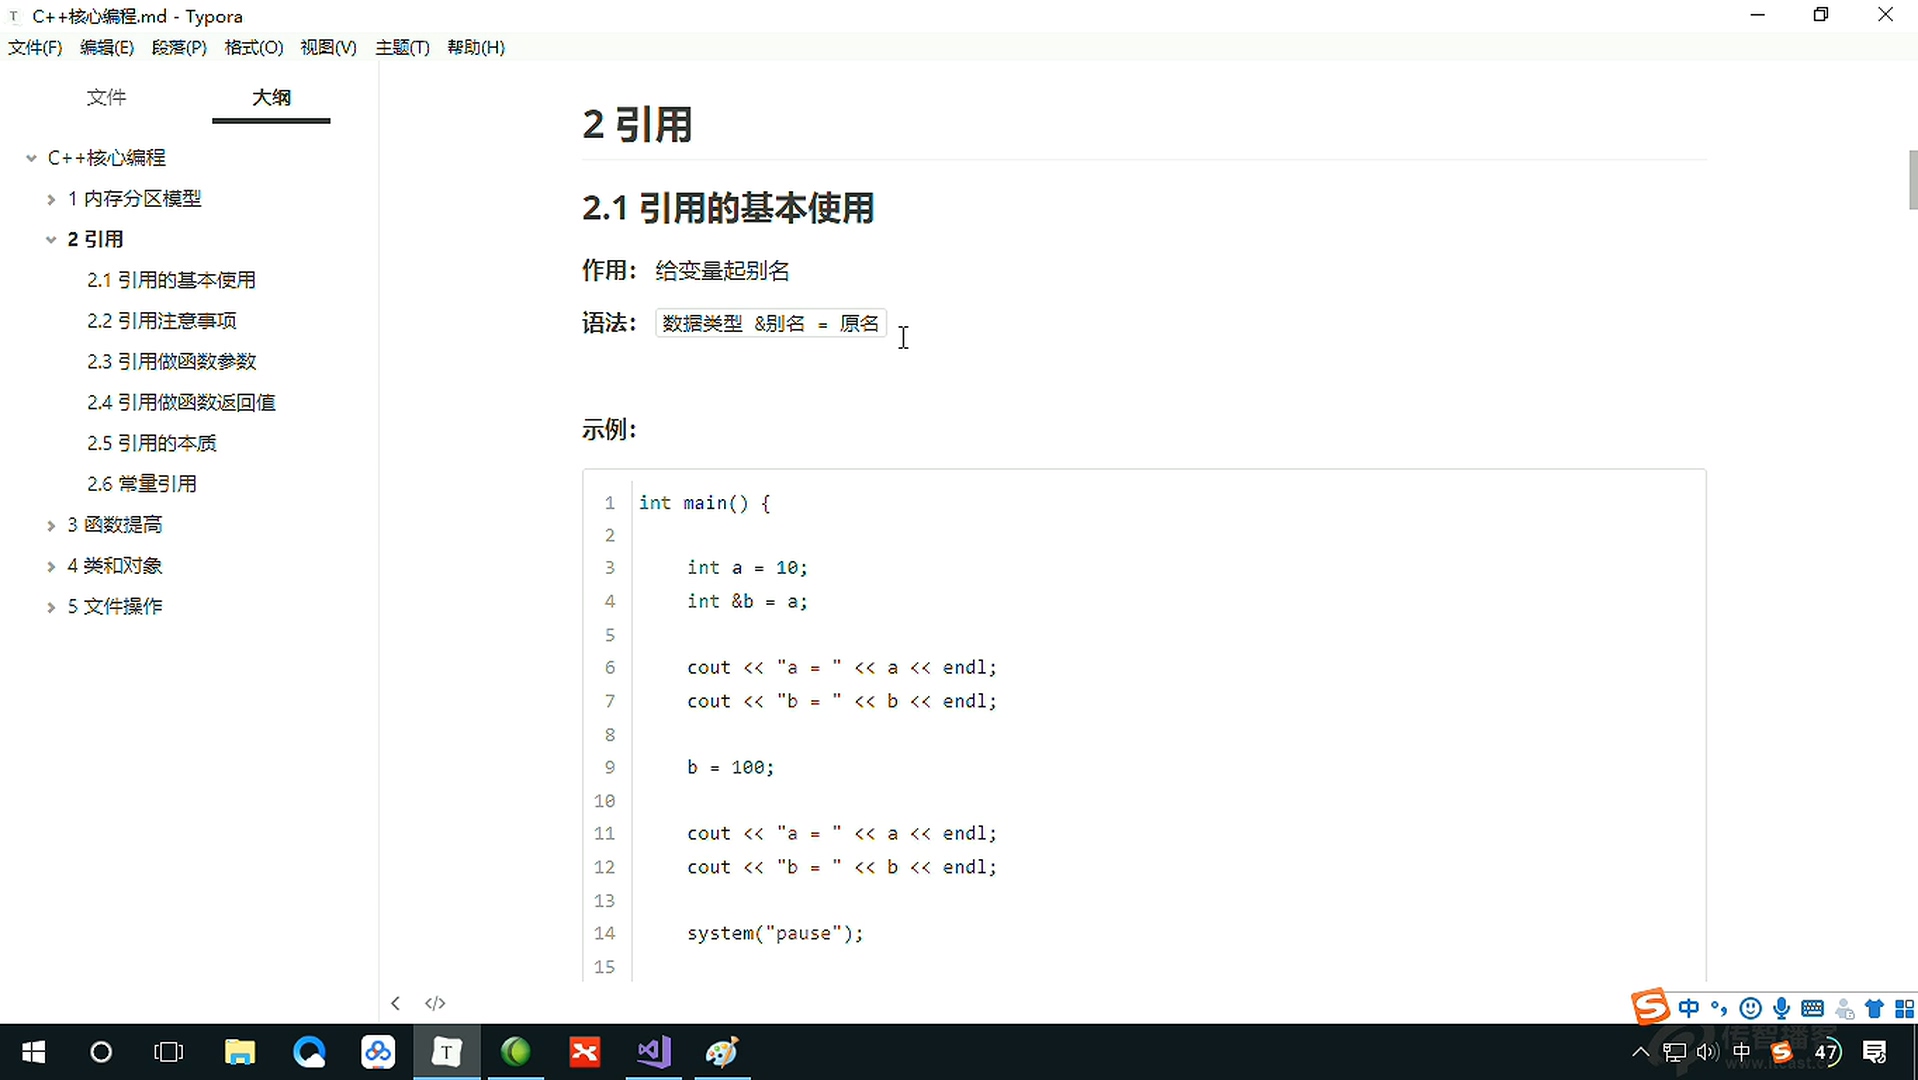 C++核心编程.md - Typora
文件(F) 编辑(E) 段落(P) 格式(O) 视图(V) 主题(T) 帮助(H)
文件 大纲
C++核心编程
1 内存分区模型
2 引用
2.1 引用的基本使用
2.2 引用注意事项
2.3 引用做函数参数
2.4 引用做函数返回值
2.5 引用的本质
2.6 常量引用
3 函数提高
4 类和对象
5 文件操作
2 引用
2.1 引用的基本使用
作用： 给变量起别名
语法： 数据类型 &别名 = 原名
示例：
1 int main() {
2
3 int a = 10;
4 int &b = a;
5
6 cout << "a = " << a << endl;
7 cout << "b = " << b << endl;
8
9 b = 100;
10
11 cout << "a = " << a << endl;
12 cout << "b = " << b << endl;
13
14 system("pause");
15
</>
中
中 47
传智播客